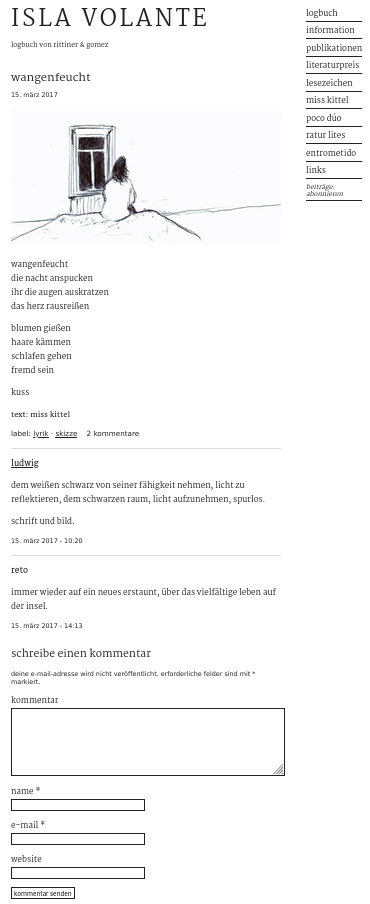 ISLA VOLANTE
logbuch von rittiner & gomez
wangenfeucht
15. märz 2017
wangenfeucht
die nacht anspucken
ihr die augen auskratzen
das herz rausreißen
blumen gießen
haare kämmen
schlafen gehen
fremd sein
kuss
text: miss kittel
label: lyrik · skizze 2 kommentare
ludwig
dem weißen schwarz von seiner fähigkeit nehmen, licht zu
reflektieren, dem schwarzen raum, licht aufzunehmen, spurlos.
schrift und bild.
15. märz 2017 - 10:20
reto
immer wieder auf ein neues erstaunt, über das vielfältige leben auf
der insel.
15. märz 2017 - 14:13
schreibe einen kommentar
deine e-mail-adresse wird nicht veröffentlicht. erforderliche felder sind mit *
markiert.
kommentar
name *
e-mail *
website
kommentar senden
logbuch
information
publikationen
literaturpreis
lesezeichen
miss kittel
poco dúo
ratur lites
entrometido
links
beiträge:
abonnieren